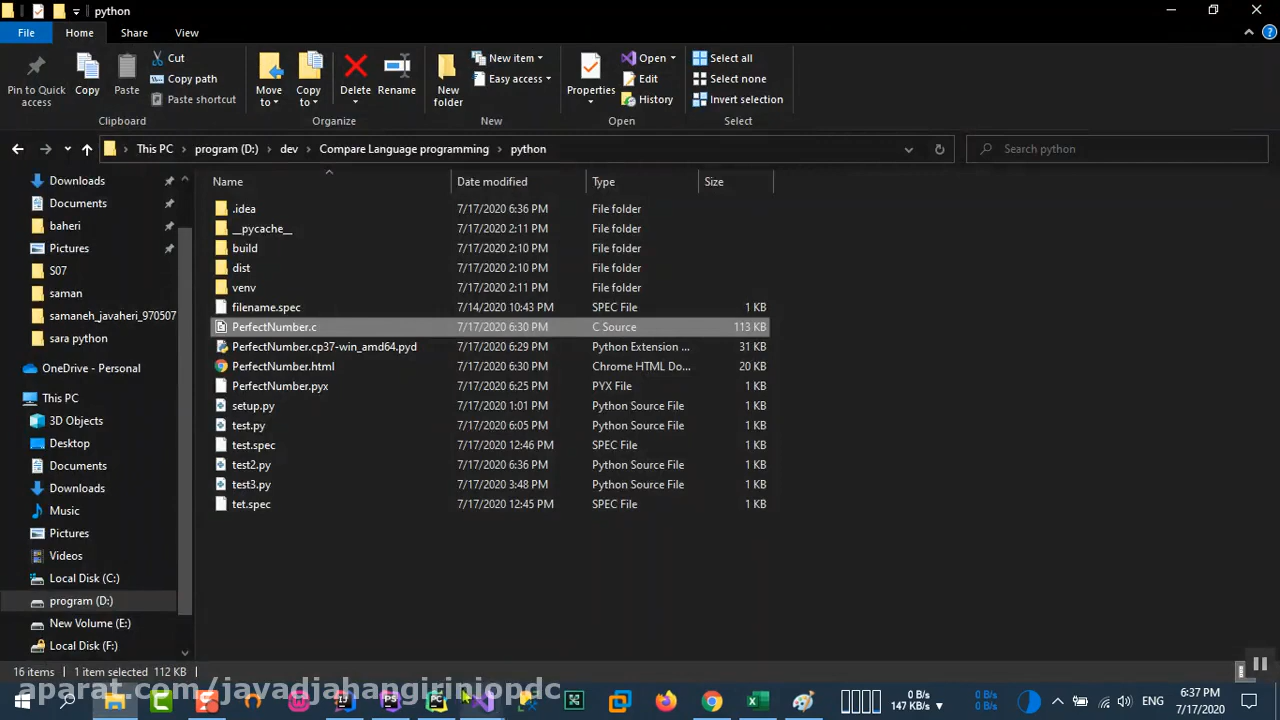 python
File Home Share View
Pin to Quick access
Copy
Paste
Cut
Copy path
Paste shortcut
Clipboard
Move to
Copy to
Delete
Rename
Organize
New folder
New item
Easy access
New
Properties
Open
Edit
History
Open
Select all
Select none
Invert selection
Select
This PC > program (D:) > dev > Compare Language programming > python
Search python
Downloads
Documents
baheri
Pictures
S07
saman
samaneh_javaheri_970507
sara python
OneDrive - Personal
This PC
3D Objects
Desktop
Documents
Downloads
Music
Pictures
Videos
Local Disk (C:)
program (D:)
New Volume (E:)
Local Disk (F:)
Name Date modified Type Size
.idea 7/17/2020 6:36 PM File folder
__pycache__ 7/17/2020 2:11 PM File folder
build 7/17/2020 2:10 PM File folder
dist 7/17/2020 2:10 PM File folder
venv 7/17/2020 2:11 PM File folder
filename.spec 7/14/2020 10:43 PM SPEC File 1 KB
PerfectNumber.c 7/17/2020 6:30 PM C Source 113 KB
PerfectNumber.cp37-win_amd64.pyd 7/17/2020 6:29 PM Python Extension ... 31 KB
PerfectNumber.html 7/17/2020 6:30 PM Chrome HTML Do... 20 KB
PerfectNumber.pyx 7/17/2020 6:25 PM PYX File 1 KB
setup.py 7/17/2020 1:01 PM Python Source File 1 KB
test.py 7/17/2020 6:05 PM Python Source File 1 KB
test.spec 7/17/2020 12:46 PM SPEC File 1 KB
test2.py 7/17/2020 6:36 PM Python Source File 1 KB
test3.py 7/17/2020 3:48 PM Python Source File 1 KB
tet.spec 7/17/2020 12:45 PM SPEC File 1 KB
16 items 1 item selected 112 KB
aparat.com/javadjahangiriniopdc
0 B/s
147 KB/s
0 B/s
0 B/s
ENG
6:37 PM
7/17/2020